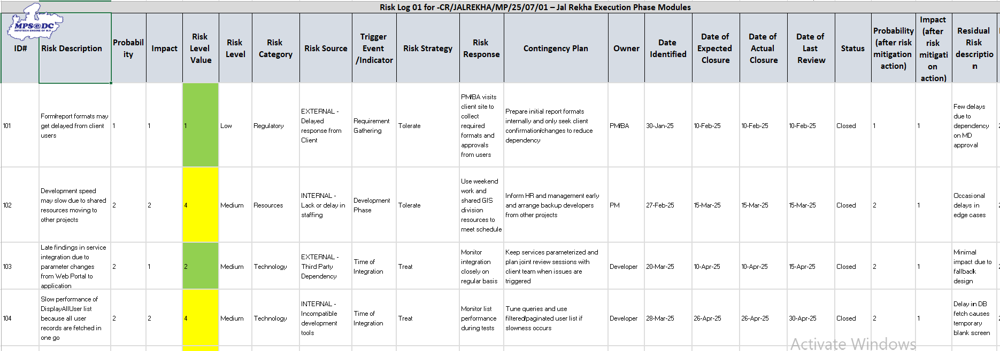 Risk Log 01 for -CR/JALREKHA/MP/25/07/01 – Jal Rekha Execution Phase Modules
MPS@DC
INFOTECH ENGINE OF M.P.
ID#
Risk Description
Probabil
ity
Impact
Risk
Level
Value
Risk
Level
Risk
Category
Risk Source
Trigger
Event
/Indicator
Risk Strategy
Risk
Response
Contingency Plan
Owner
Date
Identified
Date of
Expected
Closure
Date of
Actual
Closure
Date of
Last
Review
Status
Probability
(after risk
mitigation
action)
Impact
(after
risk
mitigati
on
action)
Residual
Risk
descriptio
n
101
Form/report formats may
get delayed from client
users
1
1
1
Low
Regulatory
EXTERNAL -
Delayed
response from
Client
Requirement
Gathering
Tolerate
PM/BA visits
client site to
collect
required
formats and
approvals
from users
Prepare initial report formats
internally and only seek client
confirmation/changes to reduce
dependency
PM/BA
30-Jan-25
10-Feb-25
10-Feb-25
10-Feb-25
Closed
1
1
Few delays
due to
dependency
on MD
approval
102
Development speed
may slow due to shared
resources moving to
other projects
2
2
4
Medium
Resources
INTERNAL -
Lack or delay in
staffing
Development
Phase
Tolerate
Use weekend
work and
shared GIS
division
resources to
meet schedule
Inform HR and management early
and arrange backup developers
from other projects
PM
27-Feb-25
15-Mar-25
15-Mar-25
15-Mar-25
Closed
2
1
Occasional
delays in
edge cases
103
Late findings in service
integration due to
parameter changes
from Web Portal to
application
2
1
2
Medium
Technology
EXTERNAL -
Third Party
Dependency
Time of
Integration
Treat
Monitor
integration
closely on
regular basis
Keep services parameterized and
plan joint review sessions with
client team when issues are
triggered
Developer
20-Mar-25
10-Apr-25
10-Apr-25
15-Apr-25
Closed
2
1
Minimal
impact due to
fallback
design
104
Slow performance of
DisplayAllUser list
because all user
records are fetched in
one go
2
2
4
Medium
Technology
INTERNAL -
Incompatible
development
tools
Time of
Integration
Treat
Monitor list
performance
during tests
Tune queries and use
filtered/paginated user list if
slowness occurs
Developer
28-Mar-25
26-Apr-25
26-Apr-25
30-Apr-25
Closed
2
1
Delay in DB
fetch causes
temporary
blank screen
Activate Windows